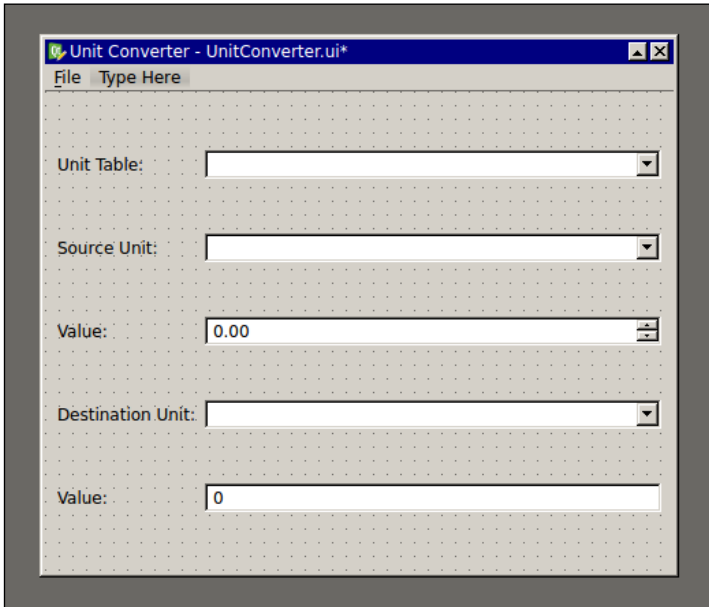 Unit Converter - UnitConverter.ui*
File Type Here
Unit Table:
Source Unit:
Value: 0.00
Destination Unit:
Value: 0